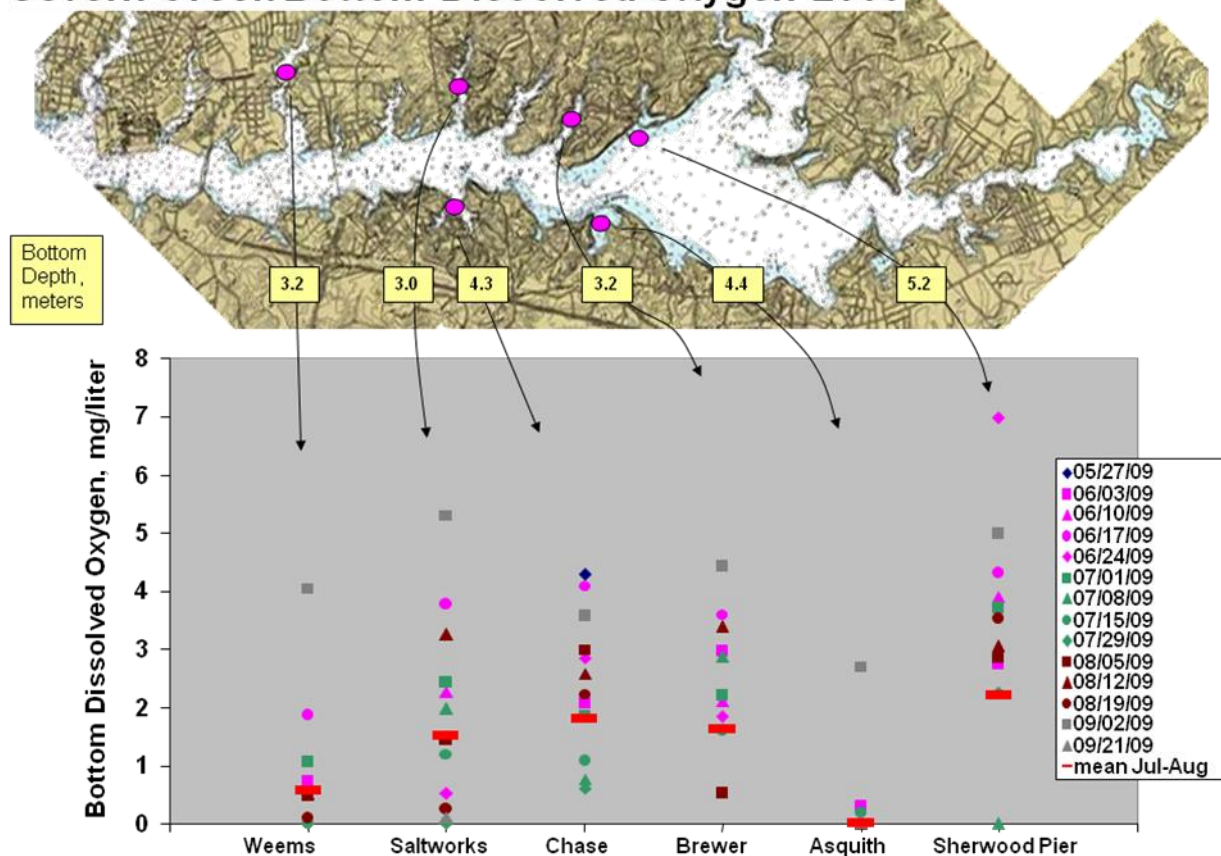 Bottom
Depth,
meters
3.2
3.0
4.3
3.2
4.4
5.2
Bottom Dissolved Oxygen, mg/liter
8
7
6
5
4
3
2
1
0
Weems
Saltworks
Chase
Brewer
Asquith
Sherwood Pier
05/27/09
06/03/09
06/10/09
06/17/09
06/24/09
07/01/09
07/08/09
07/15/09
07/29/09
08/05/09
08/12/09
08/19/09
09/02/09
09/21/09
mean Jul-Aug